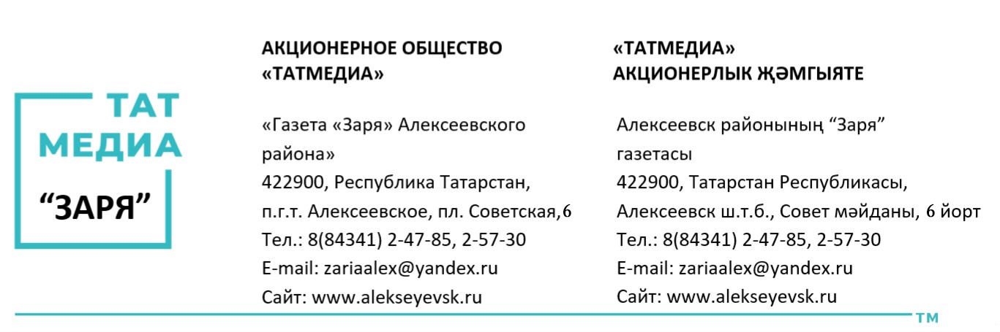 ТАТ
МЕДИА
“ЗАРЯ”
АКЦИОНЕРНОЕ ОБЩЕСТВО
«ТАТМЕДИА»
«Газета «Заря» Алексеевского
района»
422900, Республика Татарстан,
п.г.т. Алексеевское, пл. Советская,6
Тел.: 8(84341) 2-47-85, 2-57-30
E-mail: zariaalex@yandex.ru
Сайт: www.alekseyevsk.ru
«ТАТМЕДИА»
АКЦИОНЕРЛЫК ҖӘМГЫЯТЕ
Алексеевск районының “Заря”
газетасы
422900, Татарстан Республикасы,
Алексеевск ш.т.б., Совет мәйданы, 6 йорт
Тел.: 8(84341) 2-47-85, 2-57-30
E-mail: zariaalex@yandex.ru
Сайт: www.alekseyevsk.ru
ТМ